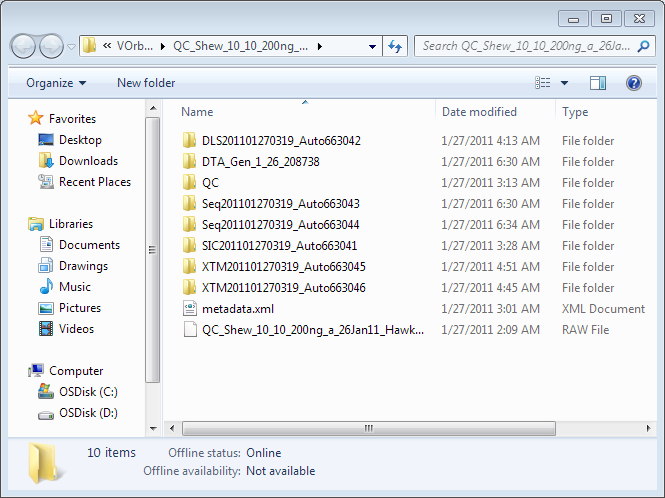 « VOrb... QC_Shew_10_10_200ng_... Search QC_Shew_10_10_200ng_a_26Ja...
Organize New folder
Name Date modified Type
Favorites
Desktop
Downloads
Recent Places
Libraries
Documents
Drawings
Music
Pictures
Videos
Computer
OSDisk (C:)
OSDisk (D:)
DLS201101270319_Auto663042 1/27/2011 4:13 AM File folder
DTA_Gen_1_26_208738 1/27/2011 6:30 AM File folder
QC 1/27/2011 3:13 AM File folder
Seq201101270319_Auto663043 1/27/2011 6:30 AM File folder
Seq201101270319_Auto663044 1/27/2011 6:34 AM File folder
SIC201101270319_Auto663041 1/27/2011 3:28 AM File folder
XTM201101270319_Auto663045 1/27/2011 4:51 AM File folder
XTM201101270319_Auto663046 1/27/2011 4:45 AM File folder
metadata.xml 1/27/2011 3:01 AM XML Document
QC_Shew_10_10_200ng_a_26Jan11_Hawk... 1/27/2011 2:09 AM RAW File
10 items Offline status: Online
Offline availability: Not available